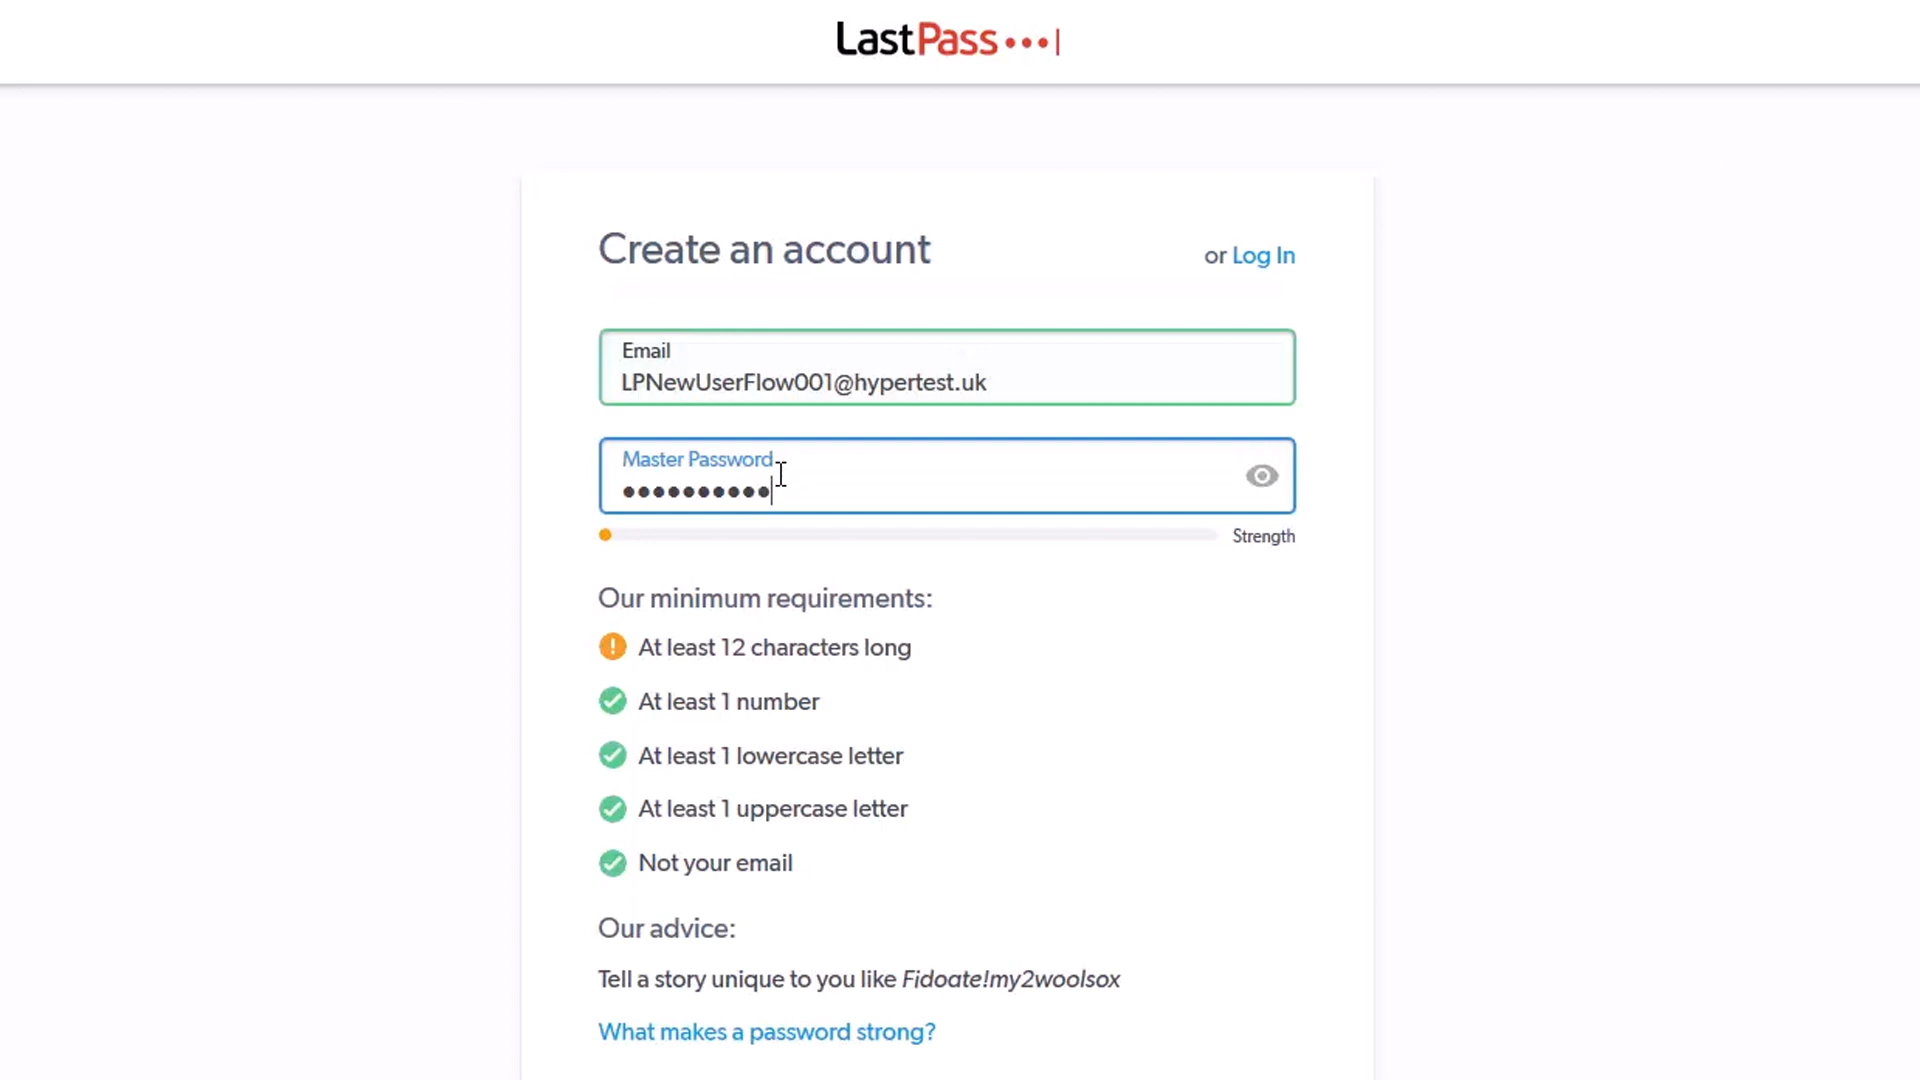 LastPass
Create an account
or Log In
Email
LPNewUserFlow001@hypertest.uk
Master Password
••••••••••
Strength
Our minimum requirements:
At least 12 characters long
At least 1 number
At least 1 lowercase letter
At least 1 uppercase letter
Not your email
Our advice:
Tell a story unique to you like Fidoate!my2woolsox
What makes a password strong?